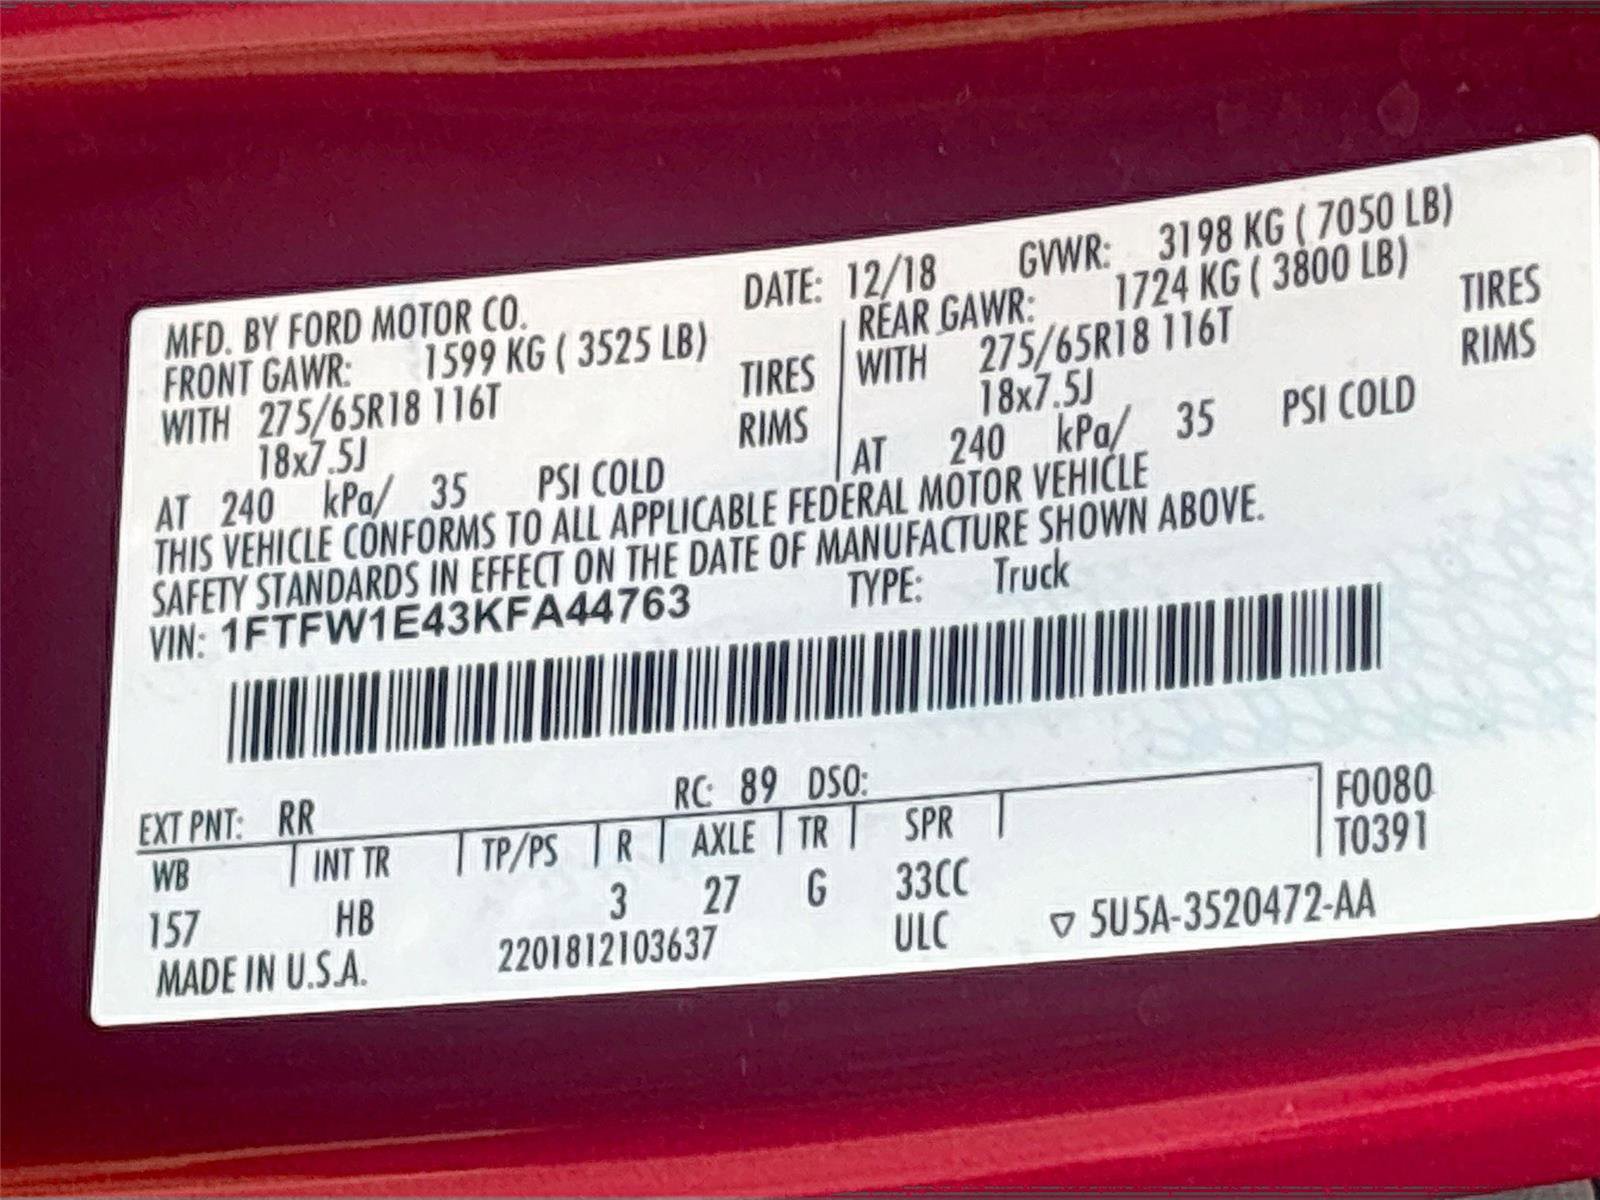 MFD. BY FORD MOTOR CO. DATE: 12/18 GVWR: 3198 KG ( 7050 LB)
FRONT GAWR: 1599 KG ( 3525 LB) REAR GAWR: 1724 KG ( 3800 LB)
WITH 275/65R18 116T TIRES WITH 275/65R18 116T TIRES
18x7.5J RIMS 18x7.5J RIMS
AT 240 kPa/ 35 PSI COLD AT 240 kPa/ 35 PSI COLD
THIS VEHICLE CONFORMS TO ALL APPLICABLE FEDERAL MOTOR VEHICLE
SAFETY STANDARDS IN EFFECT ON THE DATE OF MANUFACTURE SHOWN ABOVE.
VIN: 1FTFW1E43KFA44763 TYPE: Truck
EXT PNT: RR RC: 89 DSO: F0080
WB INT TR TP/PS R AXLE TR SPR T0391
157 HB 3 27 G 33CC
MADE IN U.S.A. 2201812103637 ULC ▽ 5U5A-3520472-AA